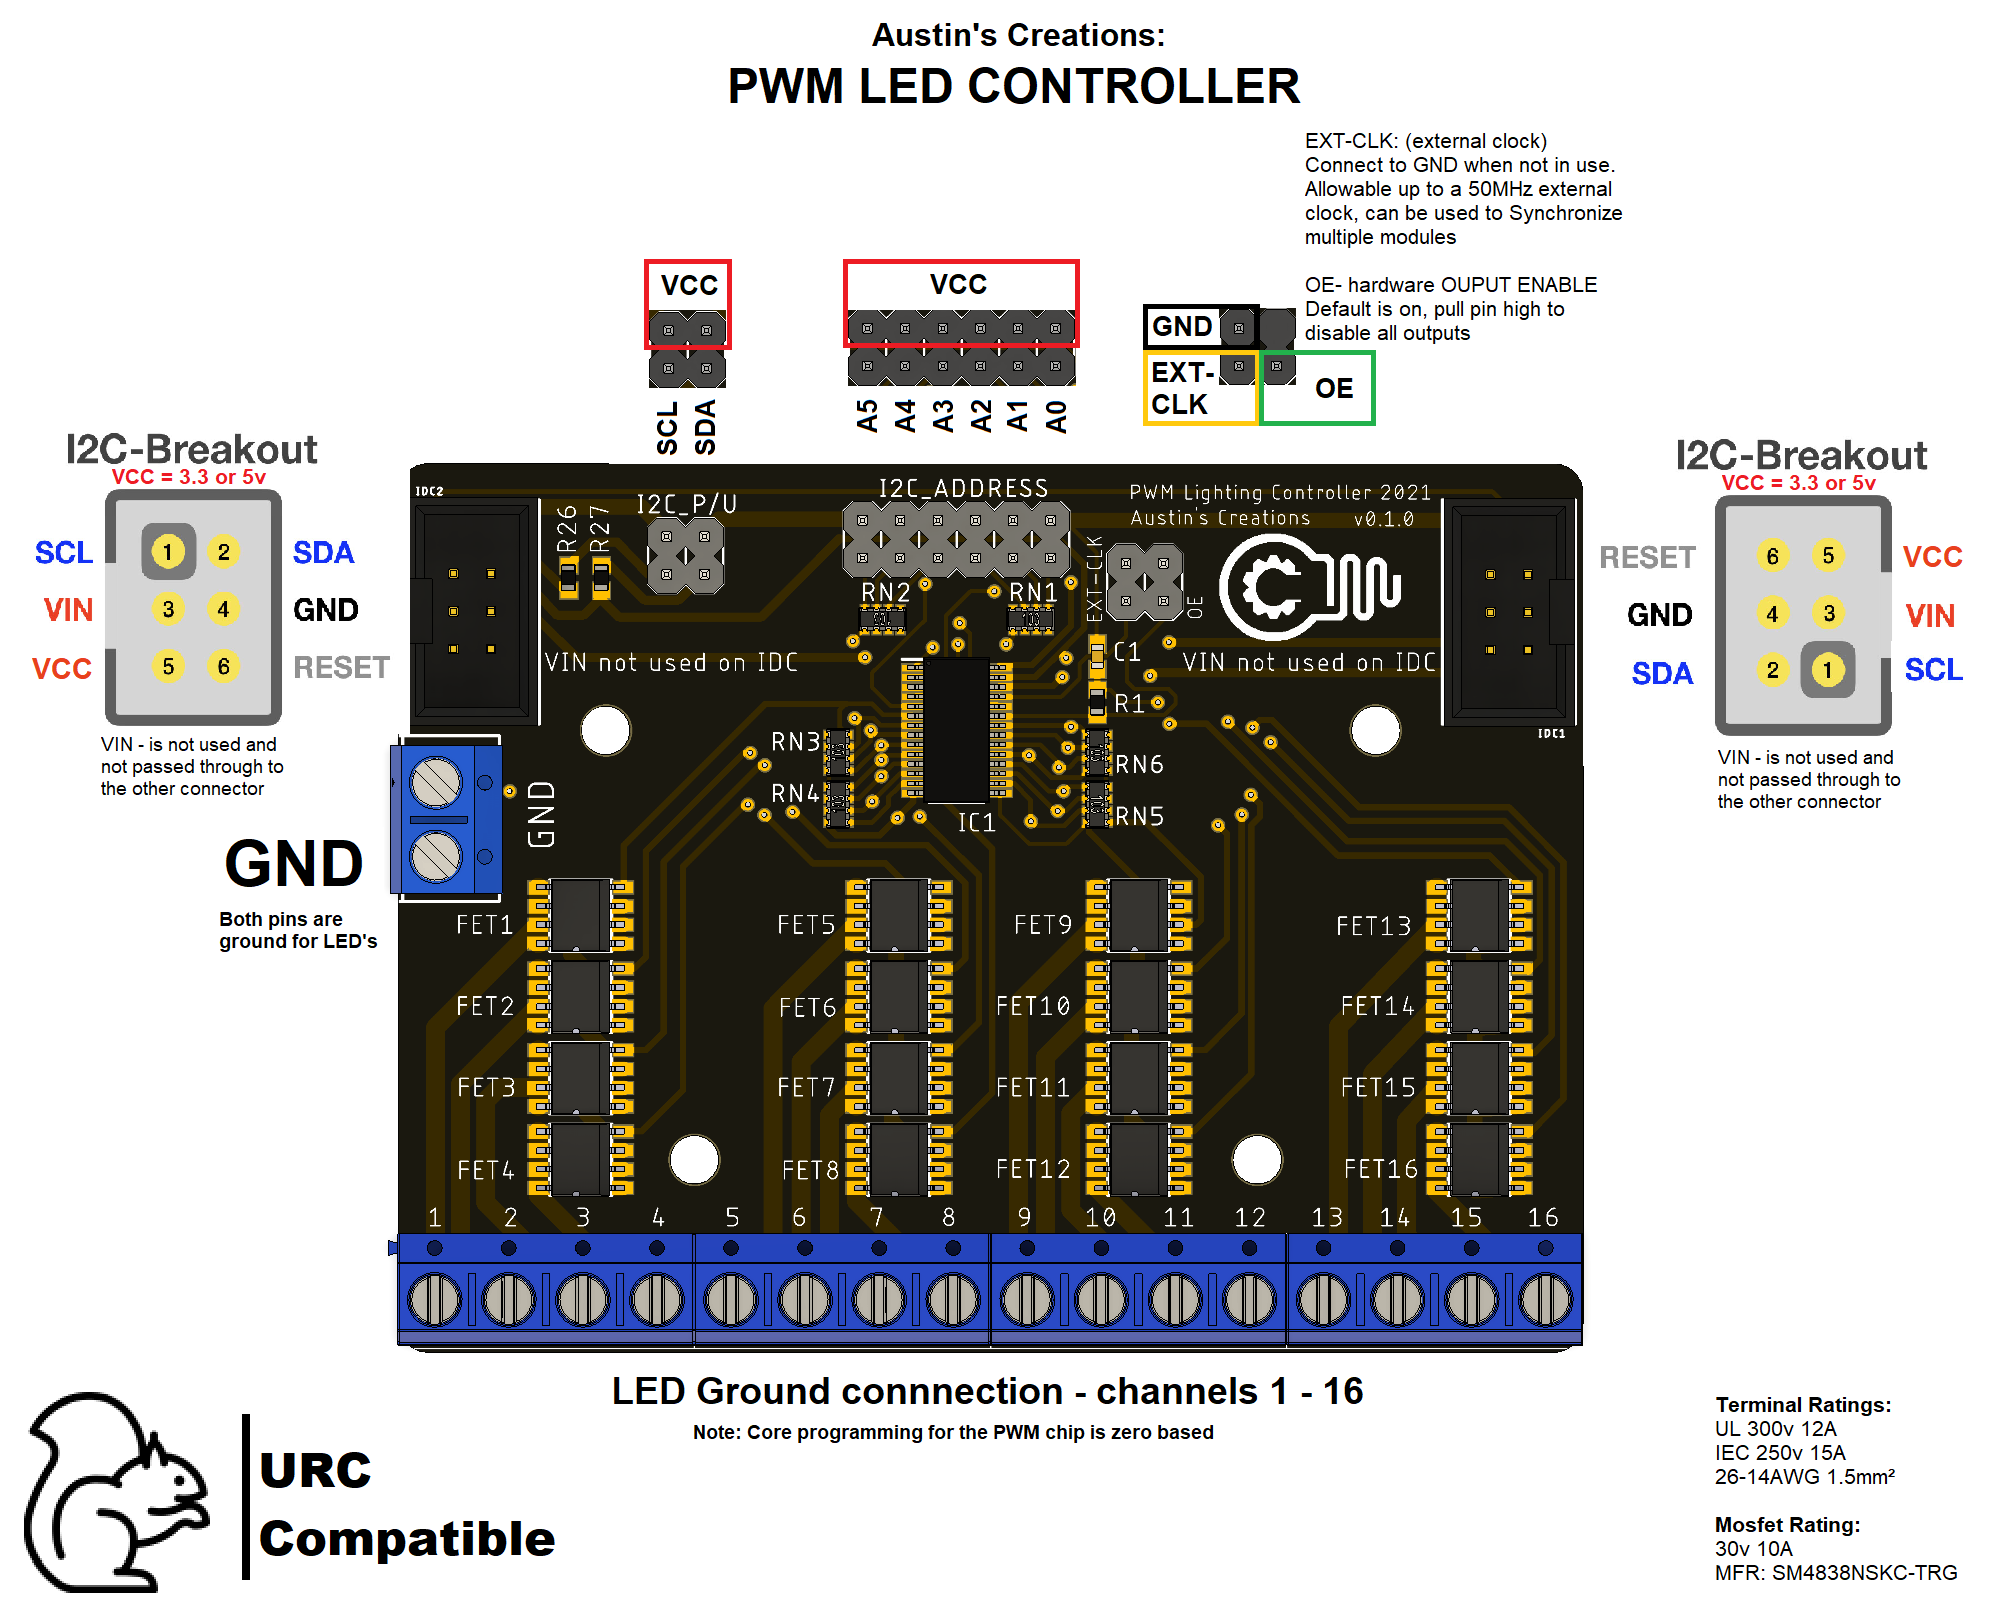 Austin's Creations:
PWM LED CONTROLLER
EXT-CLK: (external clock)
Connect to GND when not in use.
Allowable up to a 50MHz external
clock, can be used to Synchronize
multiple modules
OE- hardware OUPUT ENABLE
Default is on, pull pin high to
disable all outputs
VCC
VCC
GND
EXT-
CLK
OE
SCL
SDA
A5
A4
A3
A2
A1
A0
I2C-Breakout
VCC = 3.3 or 5v
SCL
1
2
SDA
VIN
3
4
GND
VCC
5
6
RESET
VIN - is not used and
not passed through to
the other connector
I2C-Breakout
VCC = 3.3 or 5v
RESET
6
5
VCC
GND
4
3
VIN
SDA
2
1
SCL
VIN - is not used and
not passed through to
the other connector
GND
Both pins are
ground for LED's
IDC2
R26
R27
I2C_P/U
I2C_ADDRESS
PWM Lighting Controller 2021
Austin's Creations v0.1.0
EXT-CLK
OE
RN2
RN1
VIN not used on IDC
C1
VIN not used on IDC
R1
IDC1
RN3
RN6
RN4
RN5
IC1
GND
FET1
FET5
FET9
FET13
FET2
FET6
FET10
FET14
FET3
FET7
FET11
FET15
FET4
FET8
FET12
FET16
1 2 3 4 5 6 7 8 9 10 11 12 13 14 15 16
LED Ground connnection - channels 1 - 16
Note: Core programming for the PWM chip is zero based
URC
Compatible
Terminal Ratings:
UL 300v 12A
IEC 250v 15A
26-14AWG 1.5mm²
Mosfet Rating:
30v 10A
MFR: SM4838NSKC-TRG